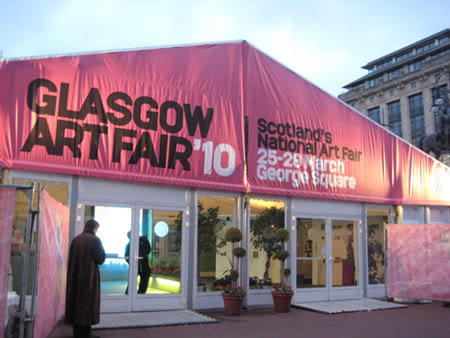 GLASGOW
ART FAIR '10
Scotland's
National Art Fair
25-28 March
George Square